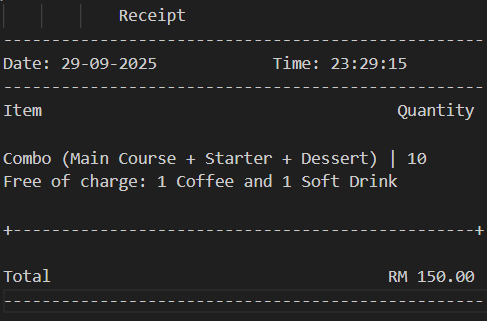 Receipt
--------------------------------------------------
Date: 29-09-2025            Time: 23:29:15
--------------------------------------------------
Item                                     Quantity

Combo (Main Course + Starter + Dessert) | 10
Free of charge: 1 Coffee and 1 Soft Drink

+------------------------------------------------+

Total                                   RM 150.00
--------------------------------------------------